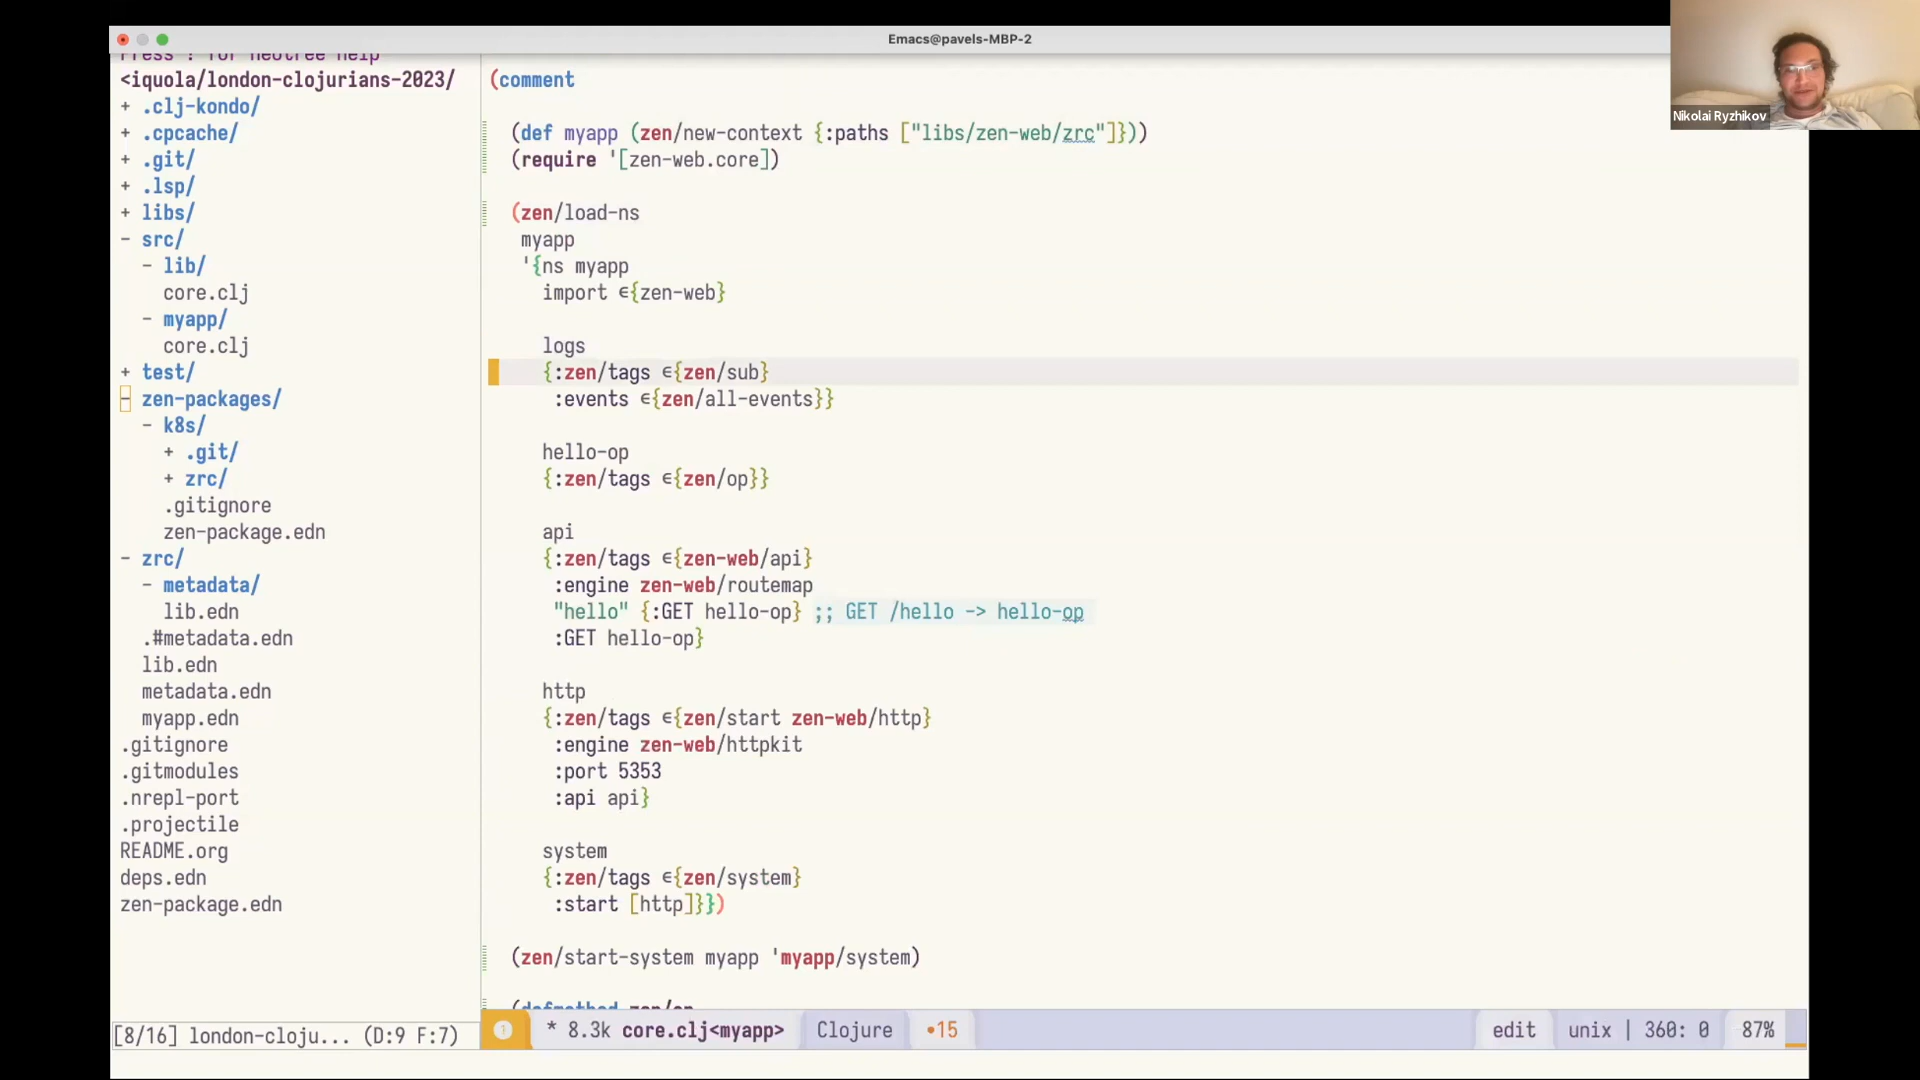 Emacs@pavels-MBP-2
Nikolai Ryzhikov
Press ? for neotree help
<iquola/london-clojurians-2023/
+ .clj-kondo/
+ .cpcache/
+ .git/
+ .lsp/
+ libs/
- src/
- lib/
core.clj
- myapp/
core.clj
+ test/
- zen-packages/
- k8s/
+ .git/
+ zrc/
.gitignore
zen-package.edn
- zrc/
- metadata/
lib.edn
.#metadata.edn
lib.edn
metadata.edn
myapp.edn
.gitignore
.gitmodules
.nrepl-port
.projectile
README.org
deps.edn
zen-package.edn
[8/16] london-cloju... (D:9 F:7)
(comment
(def myapp (zen/new-context {:paths ["libs/zen-web/zrc"]}))
(require '[zen-web.core])
(zen/load-ns
myapp
'{ns myapp
import ∈{zen-web}
logs
{:zen/tags ∈{zen/sub}
:events ∈{zen/all-events}}
hello-op
{:zen/tags ∈{zen/op}}
api
{:zen/tags ∈{zen-web/api}
:engine zen-web/routemap
"hello" {:GET hello-op} ;; GET /hello -> hello-op
:GET hello-op}
http
{:zen/tags ∈{zen/start zen-web/http}
:engine zen-web/httpkit
:port 5353
:api api}
system
{:zen/tags ∈{zen/system}
:start [http]}})
(zen/start-system myapp 'myapp/system)
(defmethod zen/op
1 * 8.3k core.clj<myapp> Clojure •15 edit unix | 360: 0 87%